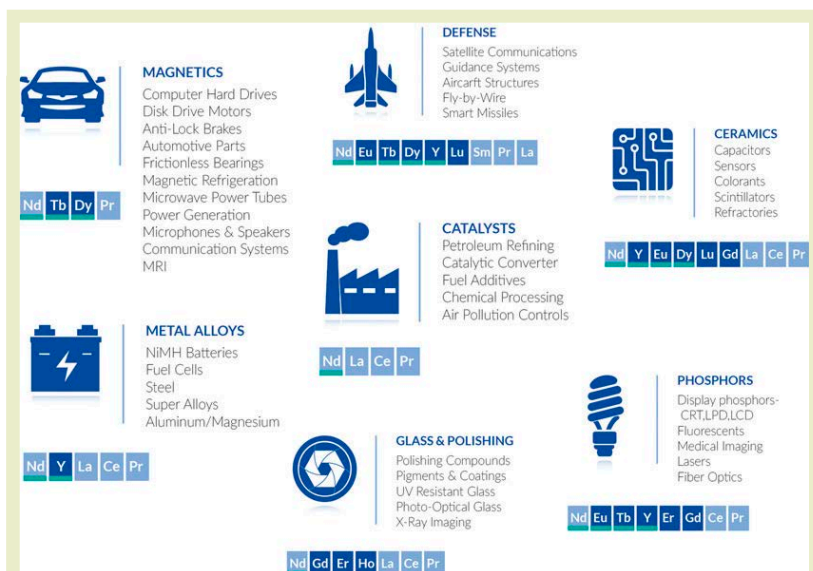 MAGNETICS
Computer Hard Drives
Disk Drive Motors
Anti-Lock Brakes
Automotive Parts
Frictionless Bearings
Magnetic Refrigeration
Microwave Power Tubes
Power Generation
Microphones & Speakers
Communication Systems
MRI
Nd Tb Dy Pr
DEFENSE
Satellite Communications
Guidance Systems
Aircarft Structures
Fly-by-Wire
Smart Missiles
Nd Eu Tb Dy Y Lu Sm Pr La
CERAMICS
Capacitors
Sensors
Colorants
Scintillators
Refractories
Nd Y Eu Dy Lu Gd La Ce Pr
CATALYSTS
Petroleum Refining
Catalytic Converter
Fuel Additives
Chemical Processing
Air Pollution Controls
Nd La Ce Pr
METAL ALLOYS
NiMH Batteries
Fuel Cells
Steel
Super Alloys
Aluminum/Magnesium
Nd Y La Ce Pr
GLASS & POLISHING
Polishing Compounds
Pigments & Coatings
UV Resistant Glass
Photo-Optical Glass
X-Ray Imaging
Nd Gd Er Ho La Ce Pr
PHOSPHORS
Display phosphors-
CRT,LPD,LCD
Fluorescents
Medical Imaging
Lasers
Fiber Optics
Nd Eu Tb Y Er Gd Ce Pr